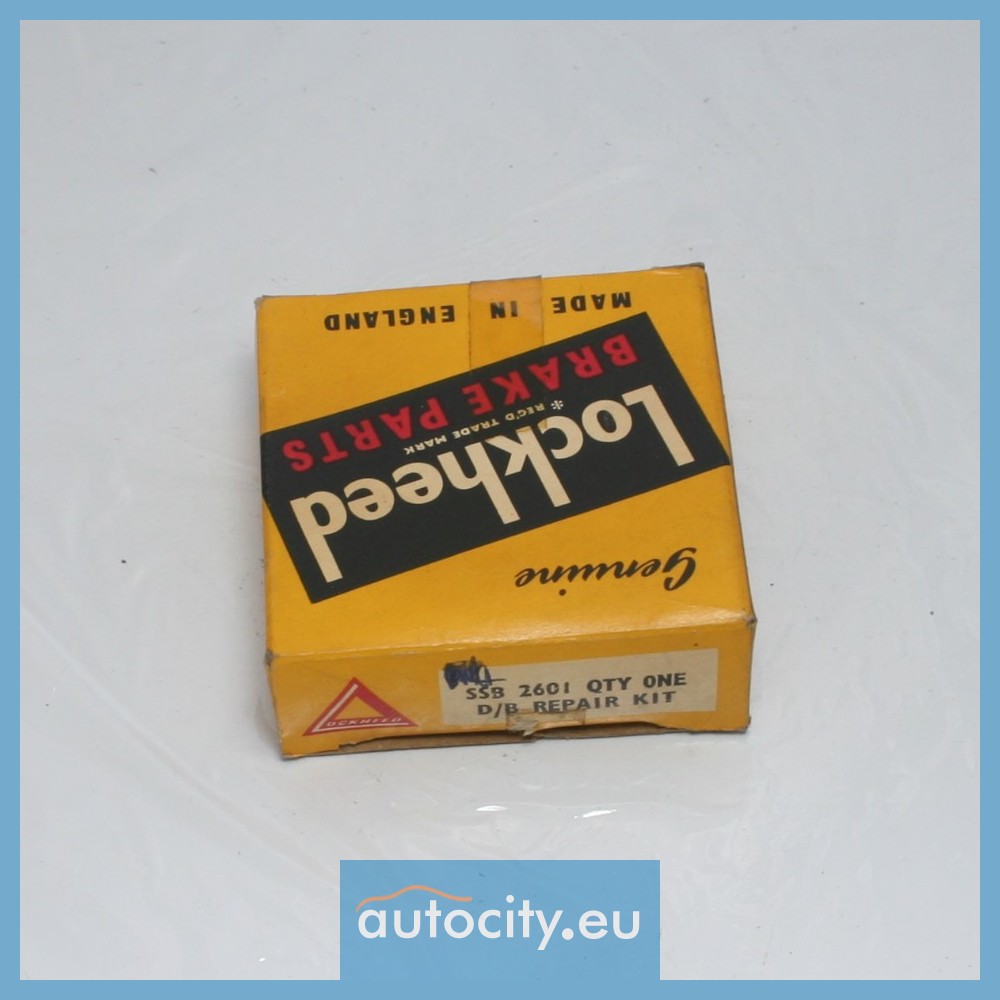 Genuine
Lockheed
* REG'D TRADE MARK
BRAKE PARTS
MADE IN ENGLAND
LOCKHEED
SSB 2601 QTY ONE
D/B REPAIR KIT
autocity.eu